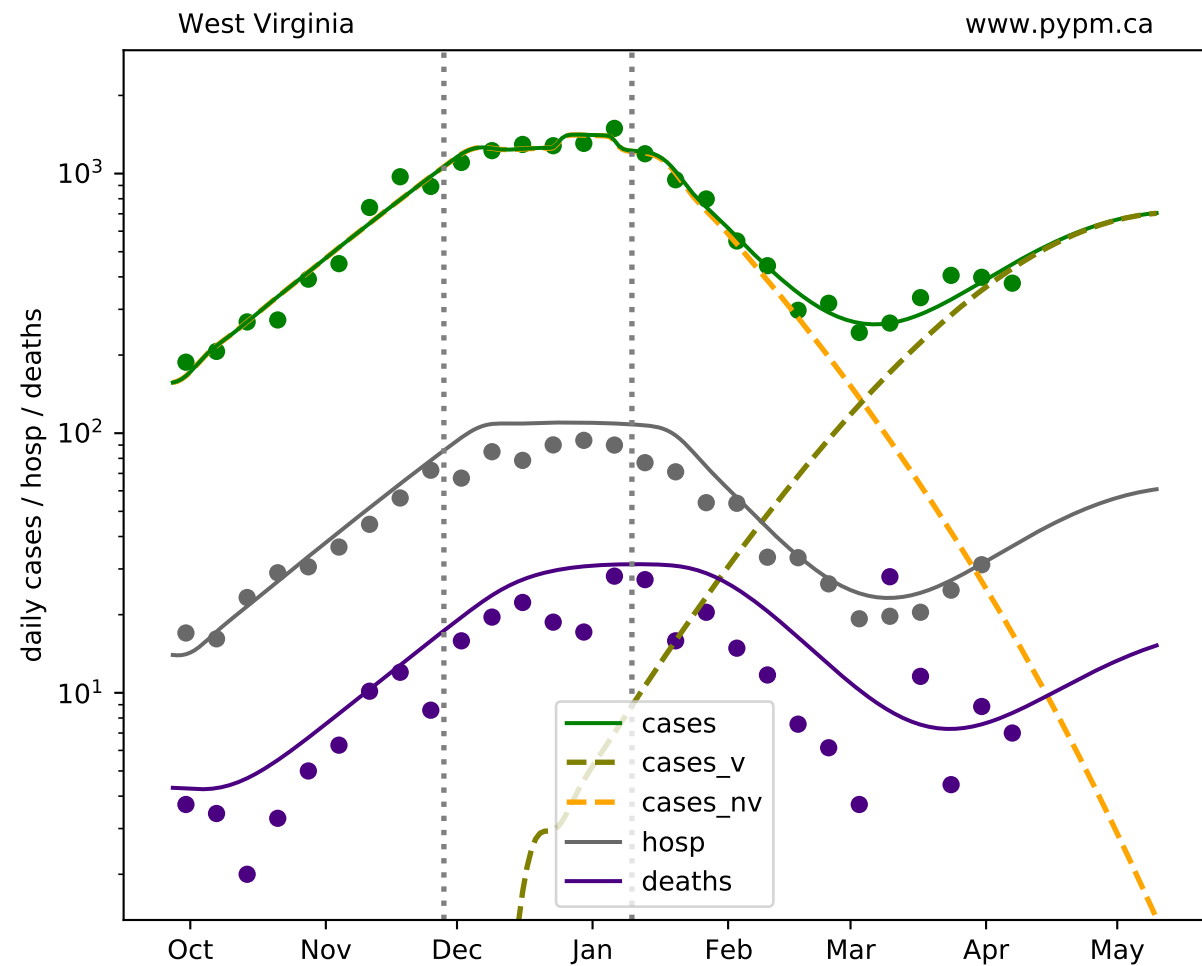 West Virginia
www.pypm.ca
daily cases / hosp / deaths
10³
10²
10¹
cases
cases_v
cases_nv
hosp
deaths
Oct Nov Dec Jan Feb Mar Apr May